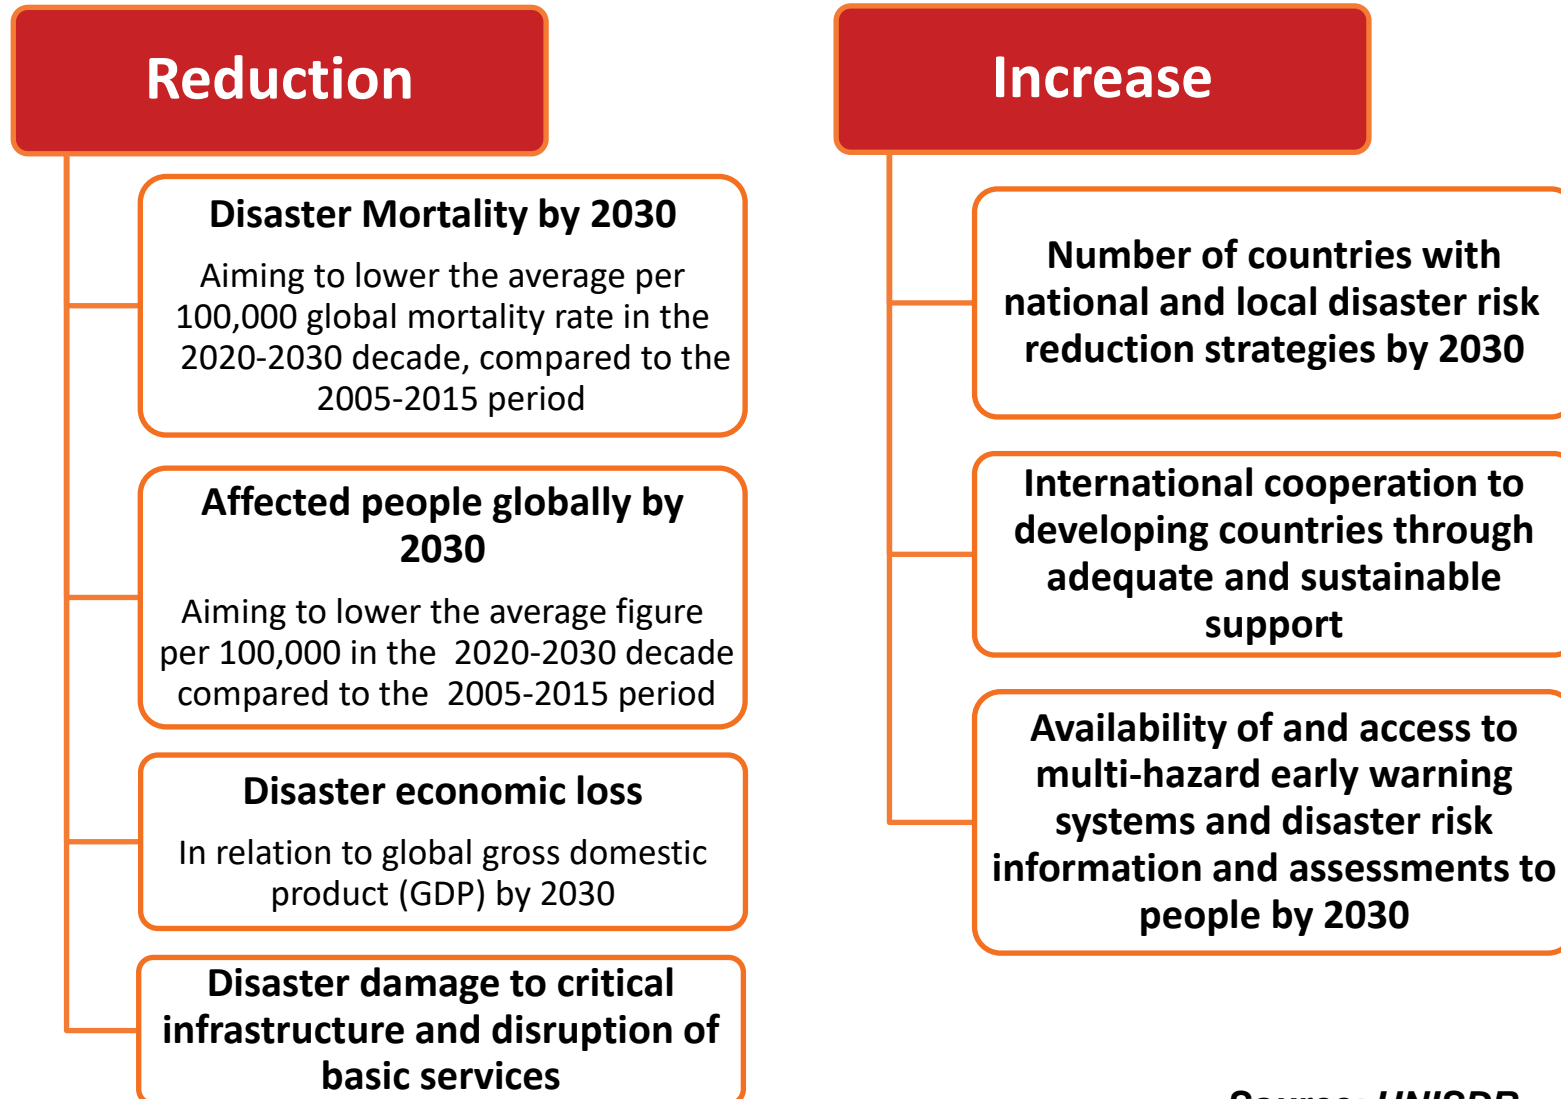 Reduction
Disaster Mortality by 2030
Aiming to lower the average per
100,000 global mortality rate in the
2020-2030 decade, compared to the
2005-2015 period
Affected people globally by
2030
Aiming to lower the average figure
per 100,000 in the 2020-2030 decade
compared to the 2005-2015 period
Disaster economic loss
In relation to global gross domestic
product (GDP) by 2030
Disaster damage to critical
infrastructure and disruption of
basic services
Increase
Number of countries with
national and local disaster risk
reduction strategies by 2030
International cooperation to
developing countries through
adequate and sustainable
support
Availability of and access to
multi-hazard early warning
systems and disaster risk
information and assessments to
people by 2030
Source: UNISDR